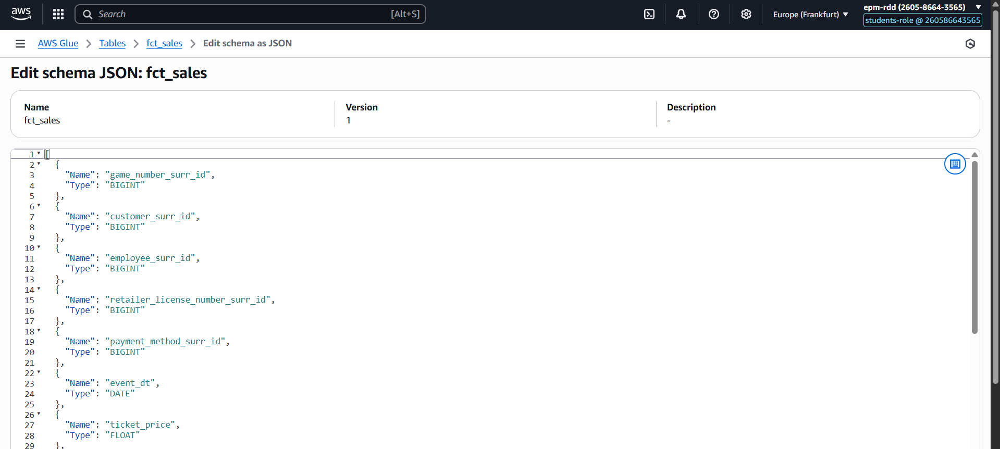 aws
Search [Alt+S]
Europe (Frankfurt)
epm-rdd (2605-8664-3565)
students-role @ 260586643565
AWS Glue > Tables > fct_sales > Edit schema as JSON
Edit schema JSON: fct_sales
Name Version Description
fct_sales 1 -
1 [
2 {
3 "Name": "game_number_surr_id",
4 "Type": "BIGINT"
5 },
6 {
7 "Name": "customer_surr_id",
8 "Type": "BIGINT"
9 },
10 {
11 "Name": "employee_surr_id",
12 "Type": "BIGINT"
13 },
14 {
15 "Name": "retailer_license_number_surr_id",
16 "Type": "BIGINT"
17 },
18 {
19 "Name": "payment_method_surr_id",
20 "Type": "BIGINT"
21 },
22 {
23 "Name": "event_dt",
24 "Type": "DATE"
25 },
26 {
27 "Name": "ticket_price",
28 "Type": "FLOAT"
29 },